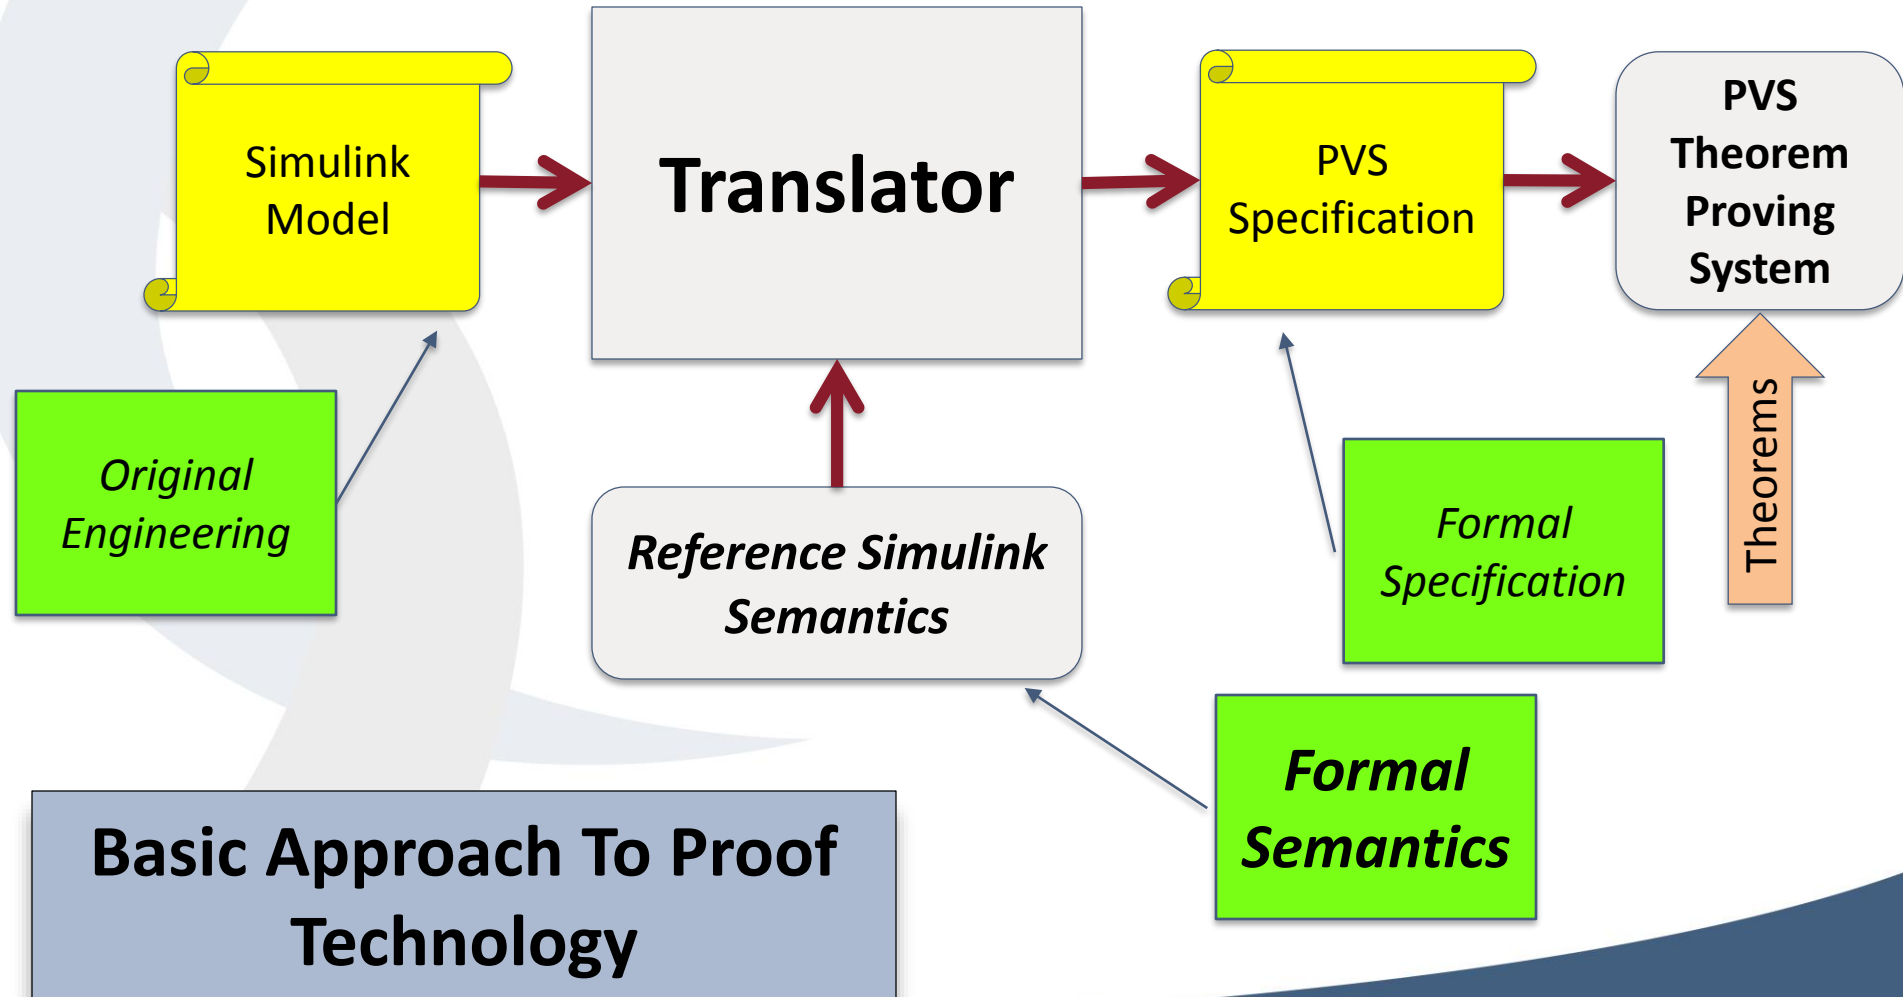 Simulink
Model
Translator
PVS
Specification
PVS
Theorem
Proving
System
Original
Engineering
Reference Simulink
Semantics
Formal
Specification
Theorems
Formal
Semantics
Basic Approach To Proof
Technology